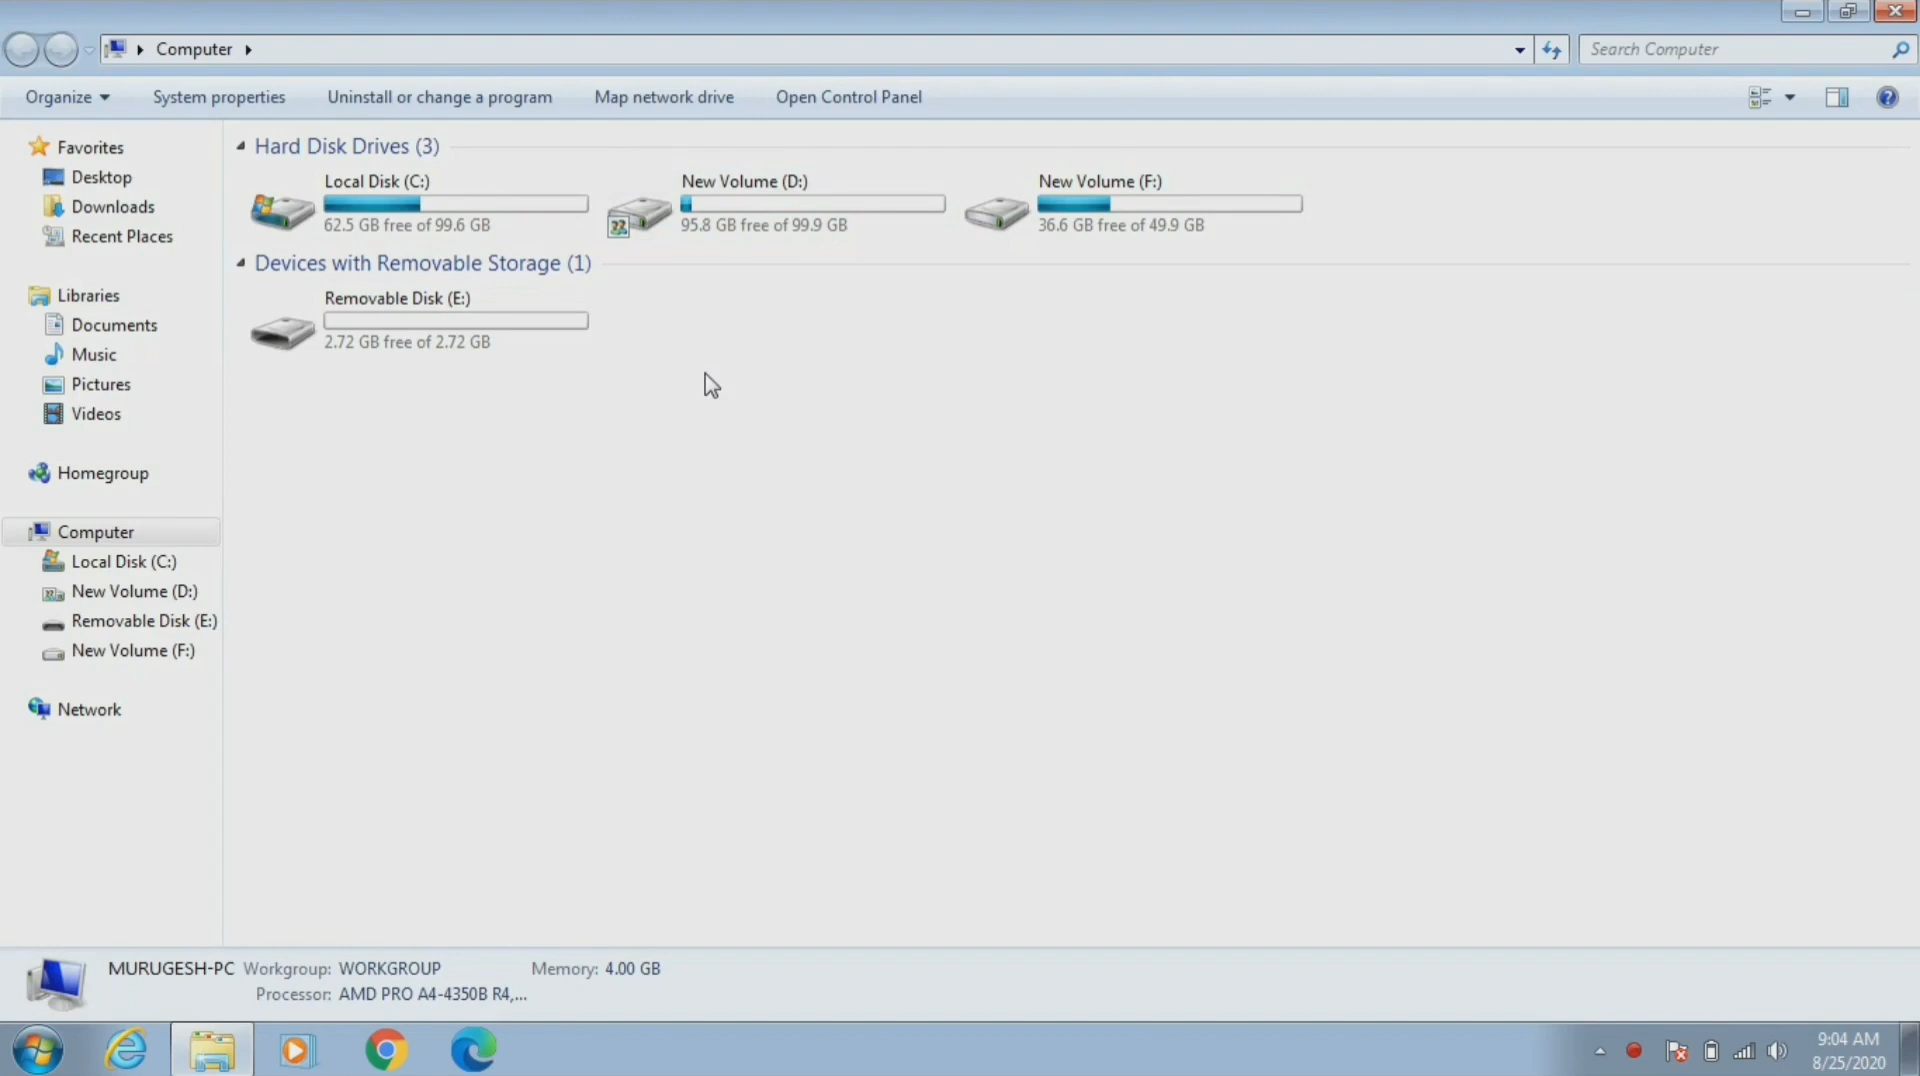 Computer
Search Computer
Organize
System properties
Uninstall or change a program
Map network drive
Open Control Panel
Favorites
Desktop
Downloads
Recent Places
Libraries
Documents
Music
Pictures
Videos
Homegroup
Computer
Local Disk (C:)
New Volume (D:)
Removable Disk (E:)
New Volume (F:)
Network
Hard Disk Drives (3)
Local Disk (C:)
62.5 GB free of 99.6 GB
New Volume (D:)
95.8 GB free of 99.9 GB
New Volume (F:)
36.6 GB free of 49.9 GB
Devices with Removable Storage (1)
Removable Disk (E:)
2.72 GB free of 2.72 GB
MURUGESH-PC Workgroup: WORKGROUP Memory: 4.00 GB
Processor: AMD PRO A4-4350B R4,...
9:04 AM
8/25/2020